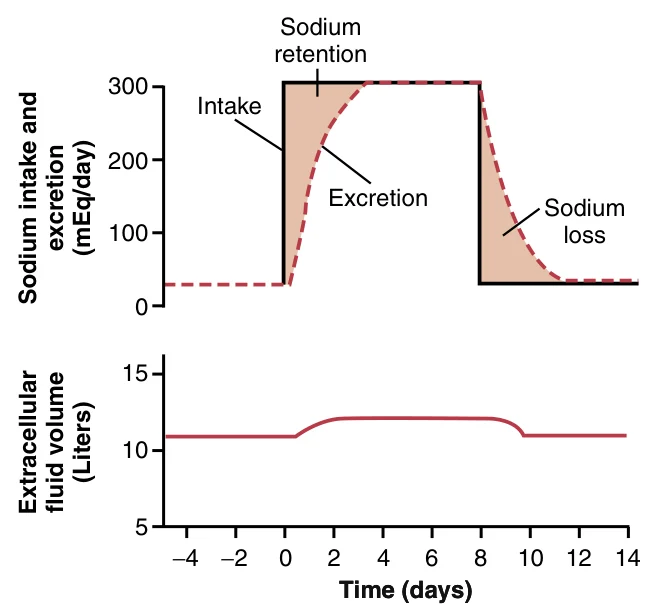 Sodium
retention
Intake
Excretion
Sodium
loss
Sodium intake and
excretion
(mEq/day)
300
200
100
0
Extracellular
fluid volume
(Liters)
15
10
5
−4 −2 0 2 4 6 8 10 12 14
Time (days)